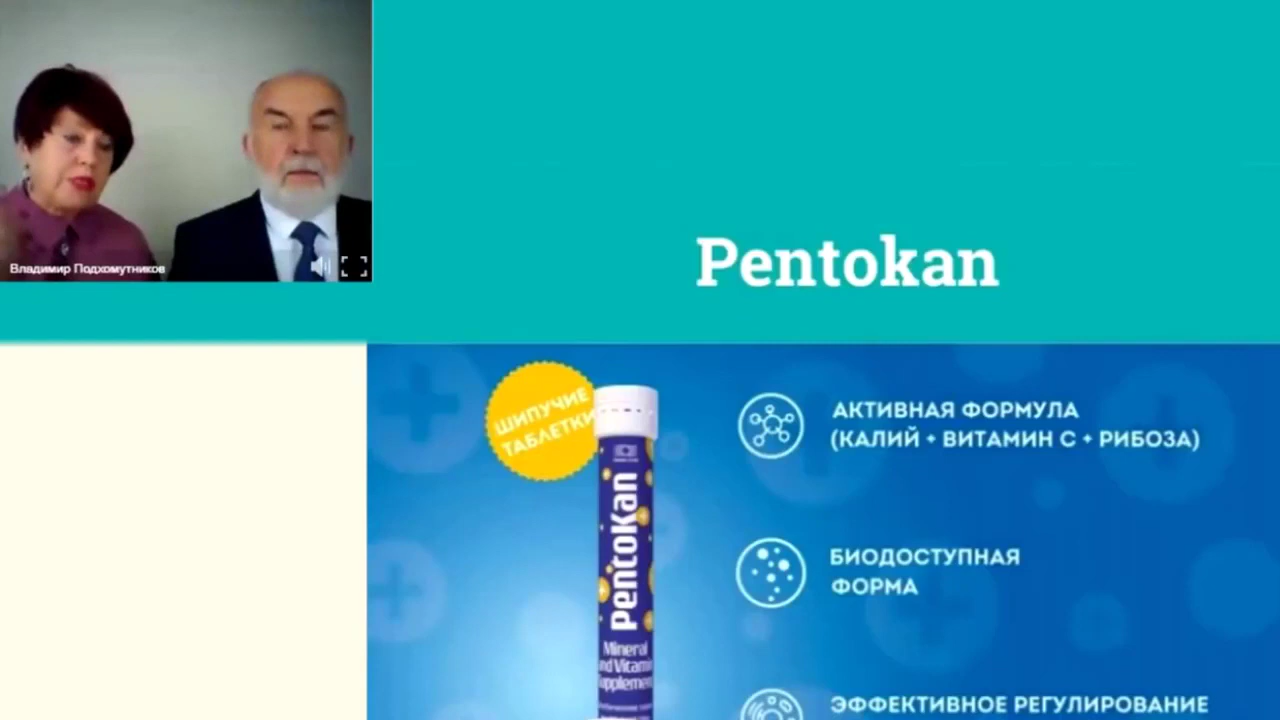 Владимир Подхомутников
Pentokan
ШИПУЧИЕ
ТАБЛЕТКИ
PentoKan
Mineral
and Vitamin
Supplement
АКТИВНАЯ ФОРМУЛА
(КАЛИЙ + ВИТАМИН С + РИБОЗА)
БИОДОСТУПНАЯ
ФОРМА
ЭФФЕКТИВНОЕ РЕГУЛИРОВАНИЕ